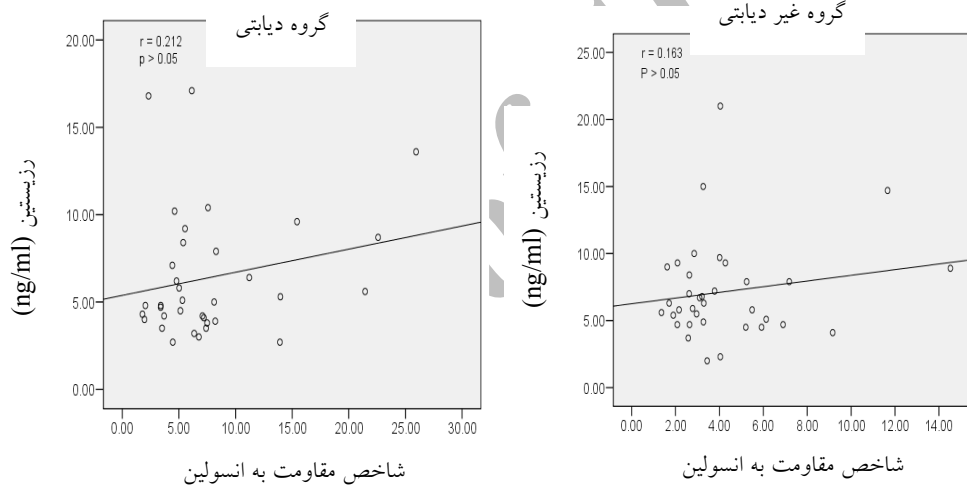 گروه دیابتی
r = 0.212
p > 0.05
20.00
15.00
10.00
5.00
0.00
رزیستین (ng/ml)
0.00 5.00 10.00 15.00 20.00 25.00 30.00
شاخص مقاومت به انسولین
گروه غیر دیابتی
r = 0.163
P > 0.05
25.00
20.00
15.00
10.00
5.00
0.00
رزیستین (ng/ml)
0.00 2.00 4.00 6.00 8.00 10.00 12.00 14.00
شاخص مقاومت به انسولین